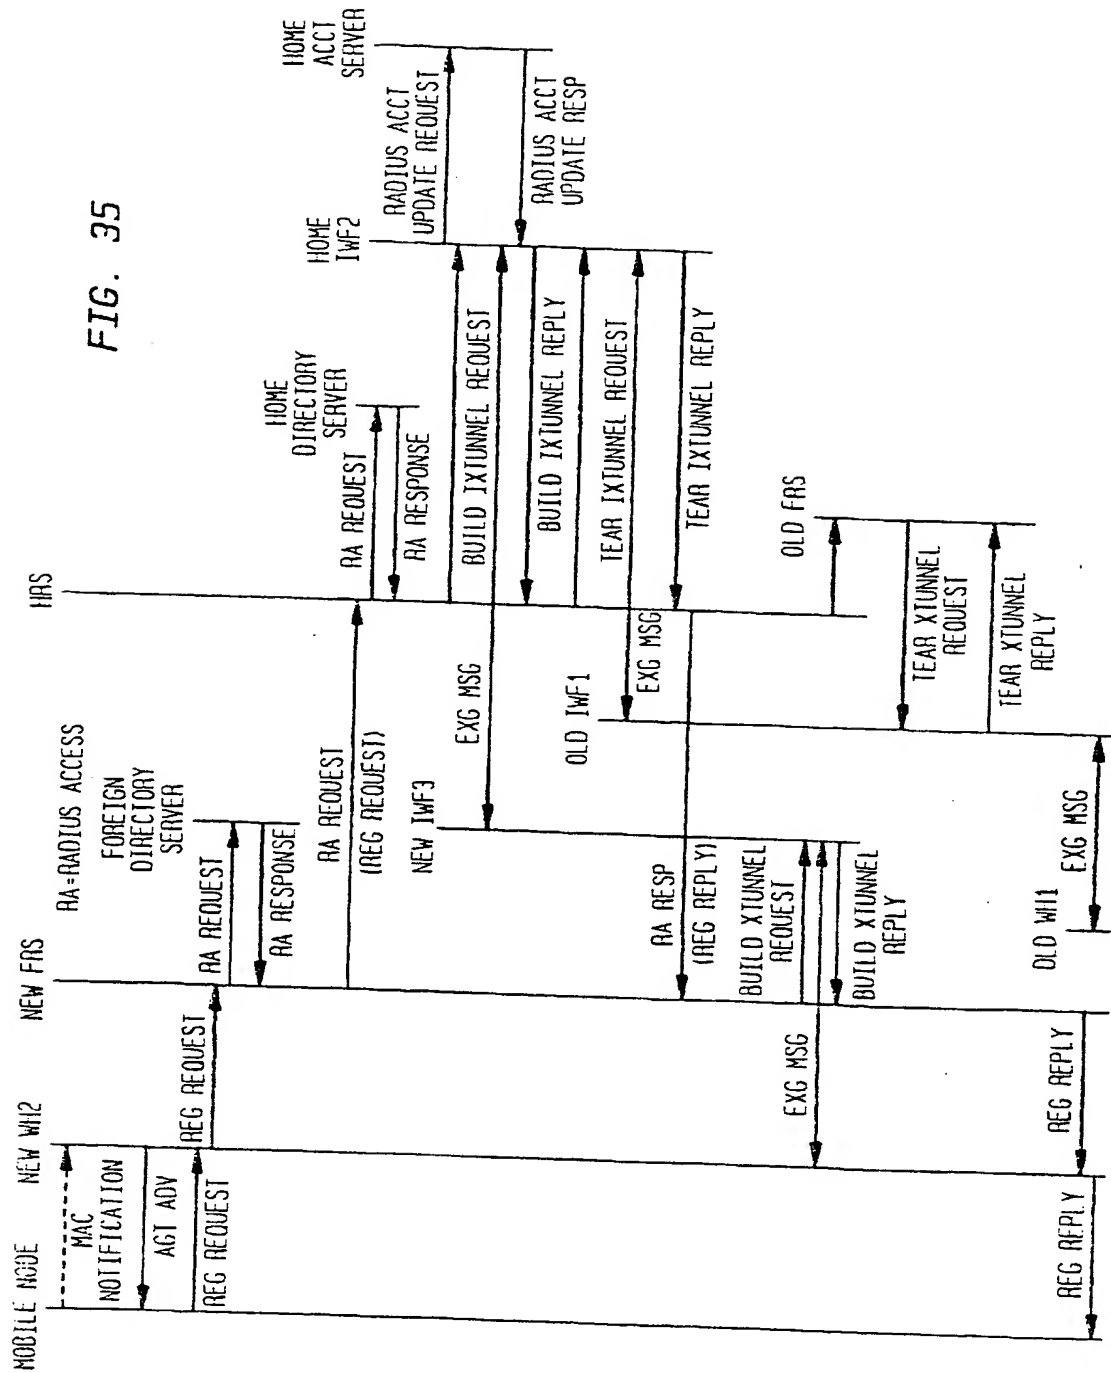 FIG. 35
MOBILE NODE
NEW WH2
NEW FRS
RA=RADIUS ACCESS
FOREIGN
DIRECTORY
SERVER
HRS
HOME
DIRECTORY
SERVER
HOME
IWF2
HOME
ACCT
SERVER
MAC
NOTIFICATION
AGT ADV
REG REQUEST
REG REQUEST
RA REQUEST
RA RESPONSE
RA REQUEST
(REG REQUEST)
RA REQUEST
RA RESPONSE
RADIUS ACCT
UPDATE REQUEST
BUILD IXTUNNEL REQUEST
NEW IWF3
EXG MSG
RADIUS ACCT
UPDATE RESP
BUILD IXTUNNEL REPLY
TEAR IXTUNNEL REQUEST
OLD IWF1
EXG MSG
TEAR IXTUNNEL REPLY
RA RESP
(REG REPLY)
BUILD XTUNNEL
REQUEST
EXG MSG
BUILD XTUNNEL
REPLY
OLD FRS
TEAR XTUNNEL
REQUEST
TEAR XTUNNEL
REPLY
OLD WH1
EXG MSG
REG REPLY
REG REPLY